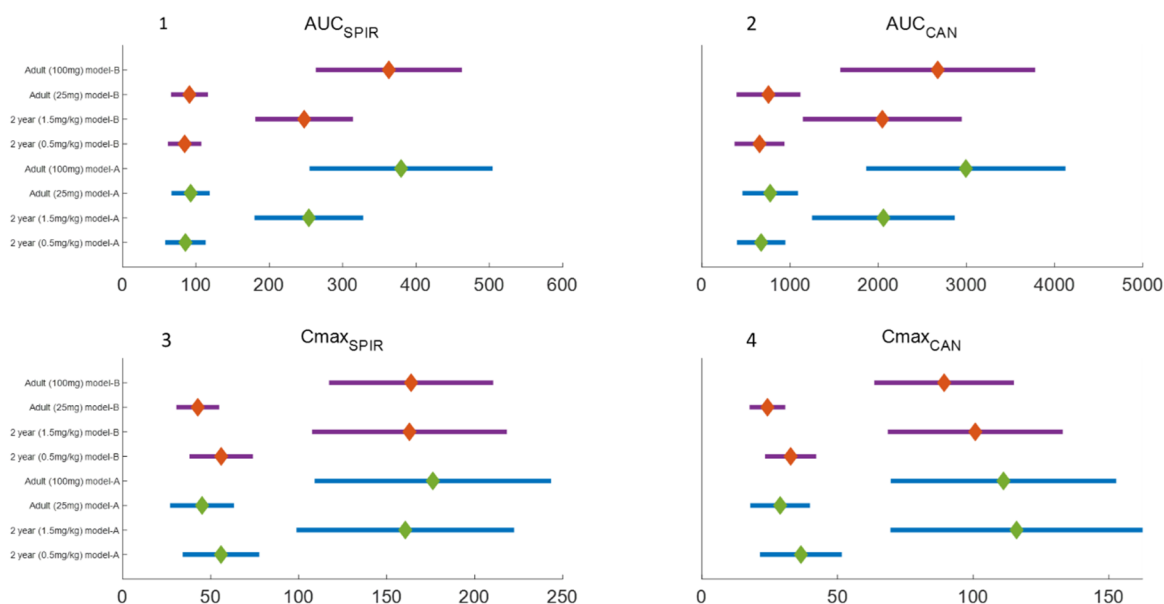 1 AUC_SPIR
Adult (100mg) model-B
Adult (25mg) model-B
2 year (1.5mg/kg) model-B
2 year (0.5mg/kg) model-B
Adult (100mg) model-A
Adult (25mg) model-A
2 year (1.5mg/kg) model-A
2 year (0.5mg/kg) model-A
0 100 200 300 400 500 600
2 AUC_CAN
0 1000 2000 3000 4000 5000
3 Cmax_SPIR
Adult (100mg) model-B
Adult (25mg) model-B
2 year (1.5mg/kg) model-B
2 year (0.5mg/kg) model-B
Adult (100mg) model-A
Adult (25mg) model-A
2 year (1.5mg/kg) model-A
2 year (0.5mg/kg) model-A
0 50 100 150 200 250
4 Cmax_CAN
0 50 100 150